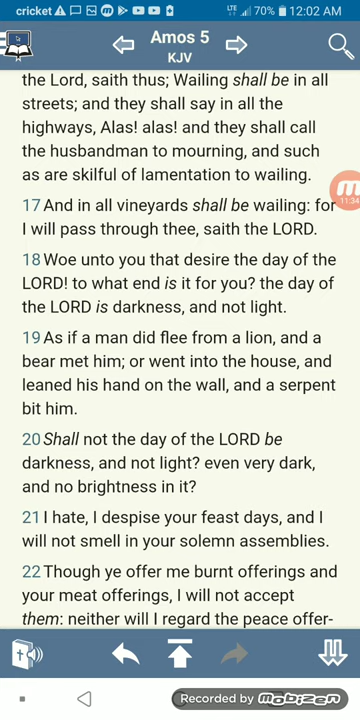 cricket 70% 12:02 AM
LTE
Amos 5
KJV
the Lord, saith thus; Wailing shall be in all
streets; and they shall say in all the
highways, Alas! alas! and they shall call
the husbandman to mourning, and such
as are skilful of lamentation to wailing.
17 And in all vineyards shall be wailing: for
I will pass through thee, saith the LORD.
11:34
18 Woe unto you that desire the day of the
LORD! to what end is it for you? the day of
the LORD is darkness, and not light.
19 As if a man did flee from a lion, and a
bear met him; or went into the house, and
leaned his hand on the wall, and a serpent
bit him.
20 Shall not the day of the LORD be
darkness, and not light? even very dark,
and no brightness in it?
21 I hate, I despise your feast days, and I
will not smell in your solemn assemblies.
22 Though ye offer me burnt offerings and
your meat offerings, I will not accept
them: neither will I regard the peace offer-
Recorded by mobizen